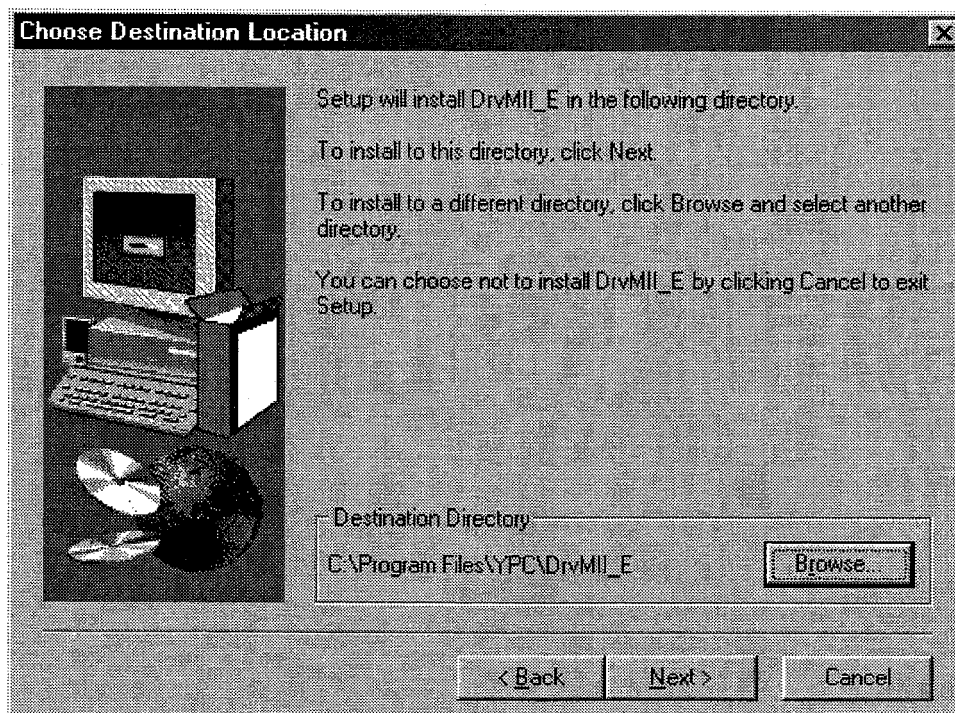 Choose Destination Location
Setup will install DrvMII_E in the following directory.
To install to this directory, click Next.
To install to a different directory, click Browse and select another
directory.
You can choose not to install DrvMII_E by clicking Cancel to exit
Setup.
Destination Directory
C:\Program Files\YPC\DrvMII_E
Browse...
< Back
Next >
Cancel